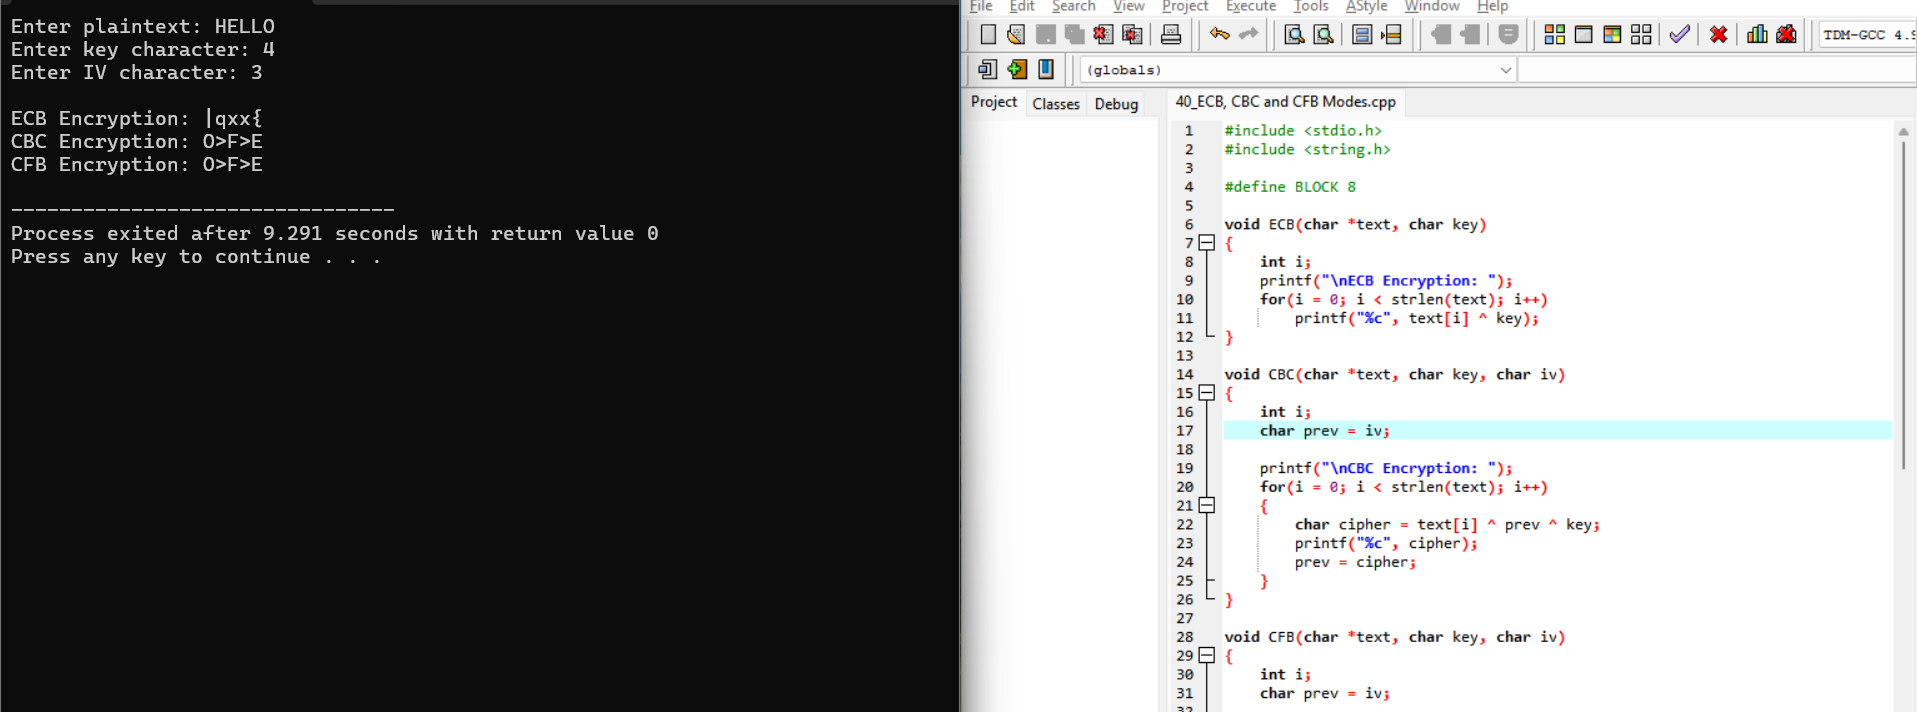 Enter plaintext: HELLO
Enter key character: 4
Enter IV character: 3
ECB Encryption: |qxx{
CBC Encryption: O>F>E
CFB Encryption: O>F>E
--------------------------------
Process exited after 9.291 seconds with return value 0
Press any key to continue . . .
File Edit Search View Project Execute Tools AStyle Window Help
TDM-GCC 4.9
(globals)
Project Classes Debug
40_ECB, CBC and CFB Modes.cpp
1 #include <stdio.h>
2 #include <string.h>
3
4 #define BLOCK 8
5
6 void ECB(char *text, char key)
7 {
8 int i;
9 printf("\nECB Encryption: ");
10 for(i = 0; i < strlen(text); i++)
11 printf("%c", text[i] ^ key);
12 }
13
14 void CBC(char *text, char key, char iv)
15 {
16 int i;
17 char prev = iv;
18
19 printf("\nCBC Encryption: ");
20 for(i = 0; i < strlen(text); i++)
21 {
22 char cipher = text[i] ^ prev ^ key;
23 printf("%c", cipher);
24 prev = cipher;
25 }
26 }
27
28 void CFB(char *text, char key, char iv)
29 {
30 int i;
31 char prev = iv;
32